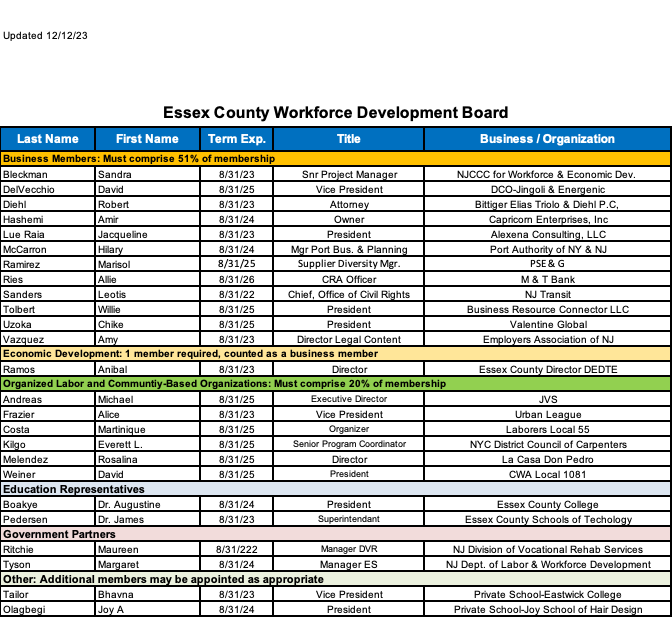 Updated 12/12/23
Essex County Workforce Development Board
Last Name First Name Term Exp. Title Business / Organization
Business Members: Must comprise 51% of membership
Bleckman Sandra 8/31/23 Snr Project Manager NJCCC for Workforce & Economic Dev.
DelVecchio David 8/31/25 Vice President DCO-Jingoli & Energenic
Diehl Robert 8/31/23 Attorney Bittiger Elias Triolo & Diehl P.C,
Hashemi Amir 8/31/24 Owner Capricorn Enterprises, Inc
Lue Raia Jacqueline 8/31/23 President Alexena Consulting, LLC
McCarron Hilary 8/31/24 Mgr Port Bus. & Planning Port Authority of NY & NJ
Ramirez Marisol 8/31/25 Supplier Diversity Mgr. PSE & G
Ries Allie 8/31/26 CRA Officer M & T Bank
Sanders Leotis 8/31/22 Chief, Office of Civil Rights NJ Transit
Tolbert Willie 8/31/25 President Business Resource Connector LLC
Uzoka Chike 8/31/25 President Valentine Global
Vazquez Amy 8/31/23 Director Legal Content Employers Association of NJ
Economic Development: 1 member required, counted as a business member
Ramos Anibal 8/31/23 Director Essex County Director DEDTE
Organized Labor and Communtiy-Based Organizations: Must comprise 20% of membership
Andreas Michael 8/31/25 Executive Director JVS
Frazier Alice 8/31/23 Vice President Urban League
Costa Martinique 8/31/25 Organizer Laborers Local 55
Kilgo Everett L. 8/31/25 Senior Program Coordinator NYC District Council of Carpenters
Melendez Rosalina 8/31/25 Director La Casa Don Pedro
Weiner David 8/31/25 President CWA Local 1081
Education Representatives
Boakye Dr. Augustine 8/31/24 President Essex County College
Pedersen Dr. James 8/31/23 Superintendant Essex County Schools of Techology
Government Partners
Ritchie Maureen 8/31/222 Manager DVR NJ Division of Vocational Rehab Services
Tyson Margaret 8/31/24 Manager ES NJ Dept. of Labor & Workforce Development
Other: Additional members may be appointed as appropriate
Tailor Bhavna 8/31/23 Vice President Private School-Eastwick College
Olagbegi Joy A 8/31/24 President Private School-Joy School of Hair Design